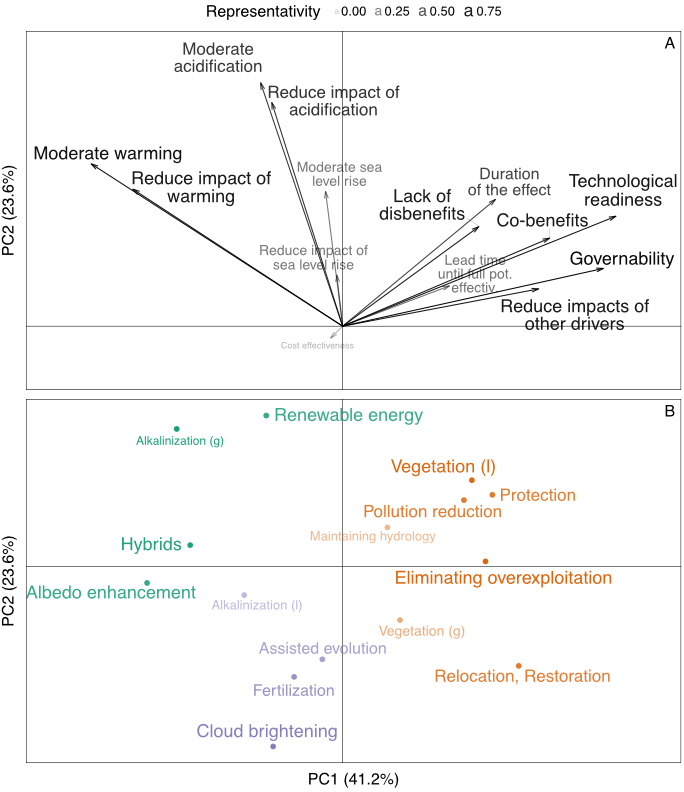 Representativity a 0.00 a 0.25 a 0.50 a 0.75
A
Moderate
acidification
Reduce impact of
acidification
Moderate warming
Reduce impact of
warming
Moderate sea
level rise
Duration
of the effect
Technological
readiness
Lack of
disbenefits
Co-benefits
Reduce impact of
sea level rise
Lead time
until full pot.
effectiv.
Governability
Reduce impacts of
other drivers
Cost effectiveness
PC2 (23.6%)
B
Renewable energy
Alkalinization (g)
Vegetation (l)
Protection
Pollution reduction
Maintaining hydrology
Hybrids
Eliminating overexploitation
Albedo enhancement
Alkalinization (l)
Vegetation (g)
Assisted evolution
Relocation, Restoration
Fertilization
Cloud brightening
PC2 (23.6%)
PC1 (41.2%)